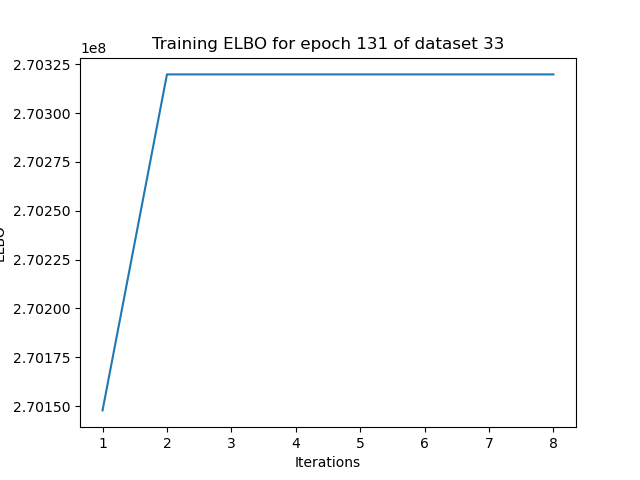 Training ELBO for epoch 131 of dataset 33
1e8
2.70325
2.70300
2.70275
2.70250
2.70225
2.70200
2.70175
2.70150
ELBO
1 2 3 4 5 6 7 8
Iterations